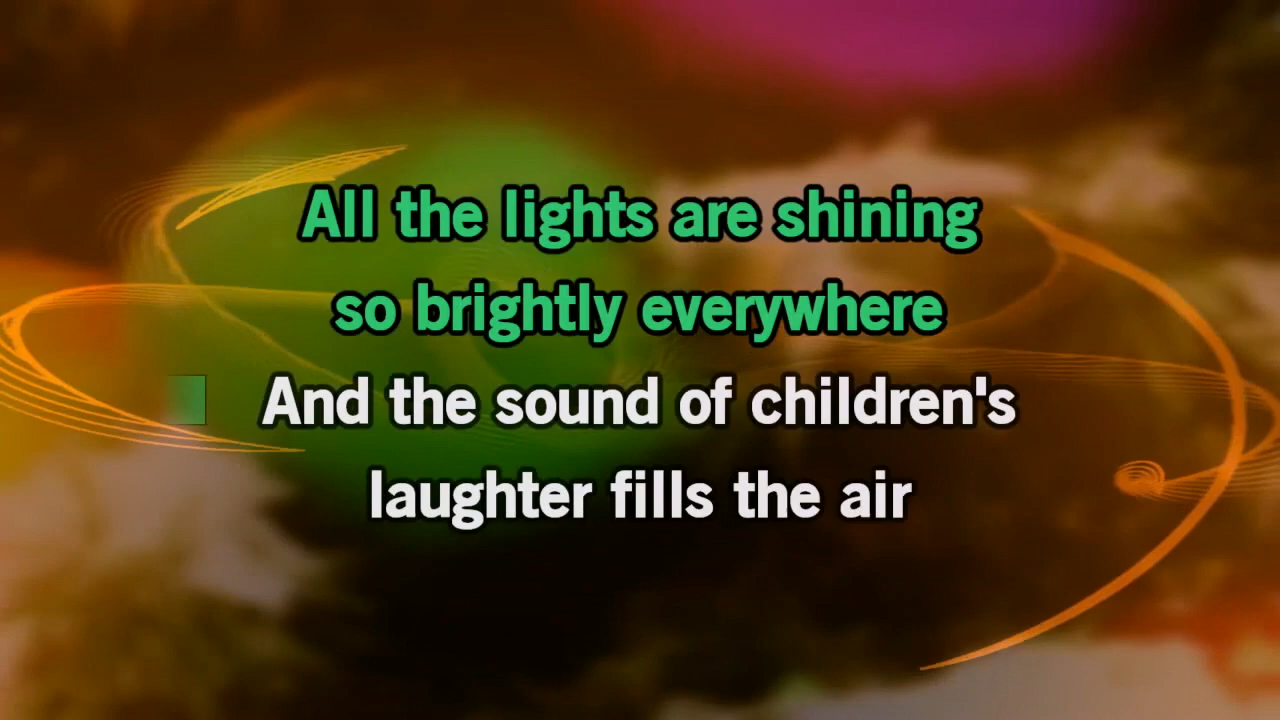 All the lights are shining
so brightly everywhere
And the sound of children's
laughter fills the air